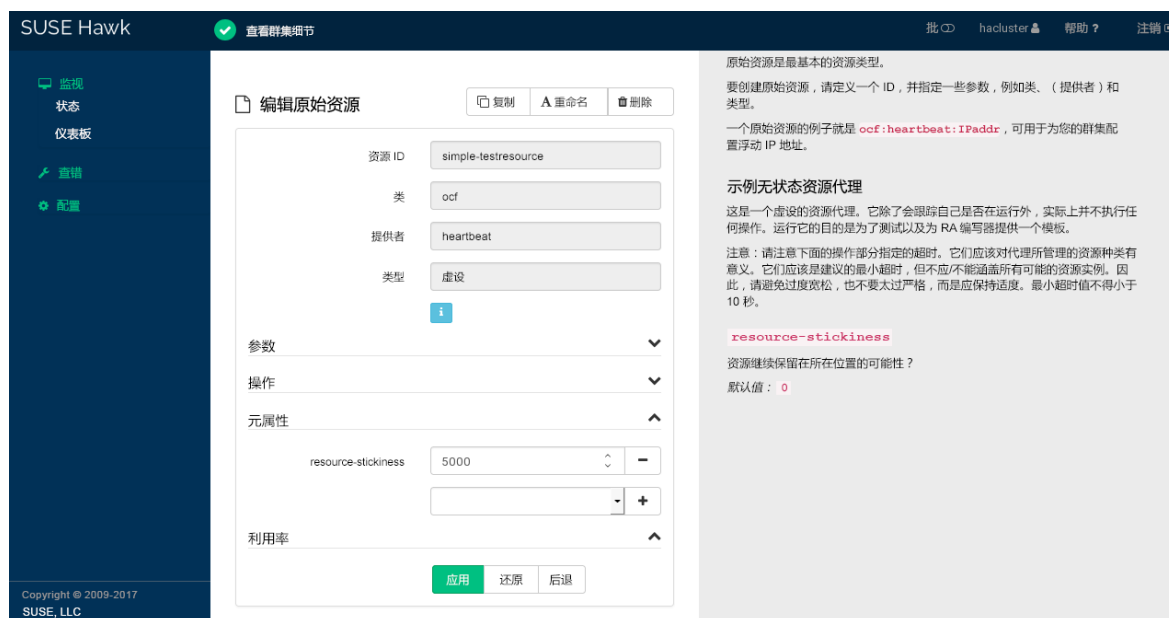 SUSE Hawk
查看群集细节
批
hacluster
帮助 ?
注销
监视
状态
仪表板
查错
配置
Copyright © 2009-2017
SUSE, LLC
编辑原始资源
复制
A 重命名
删除
资源 ID
simple-testresource
类
ocf
提供者
heartbeat
类型
虚设
i
参数
操作
元属性
resource-stickiness
5000
利用率
应用
还原
后退
原始资源是最基本的资源类型。
要创建原始资源，请定义一个 ID，并指定一些参数，例如类、（提供者）和
类型。
一个原始资源的例子就是 ocf:heartbeat:IPaddr，可用于为您的群集配
置浮动 IP 地址。
示例无状态资源代理
这是一个虚设的资源代理。它除了会跟踪自己是否在运行外，实际上并不执行任
何操作。运行它的目的是为了测试以及为 RA 编写器提供一个模板。
注意：请注意下面的操作部分指定的超时。它们应该对代理所管理的资源种类有
意义。它们应该是建议的最小超时，但不应/不能涵盖所有可能的资源实例。因
此，请避免过度宽松，也不要太过严格，而是应保持适度。最小超时值不得小于
10 秒。
resource-stickiness
资源继续保留在所在位置的可能性？
默认值： 0